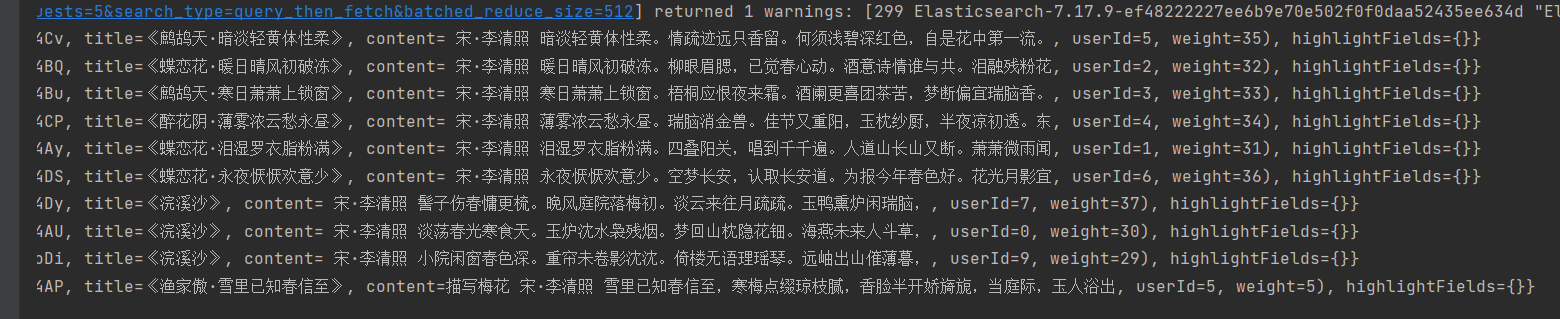 uests=5&search_type=query_then_fetch&batched_reduce_size=512] returned 1 warnings: [299 Elasticsearch-7.17.9-ef48222227ee6b9e70e502f0f0daa52435ee634d "El
4Cv, title=《鹧鸪天·暗淡轻黄体性柔》, content= 宋·李清照 暗淡轻黄体性柔。情疏迹远只香留。何须浅碧深红色，自是花中第一流。, userId=5, weight=35), highlightFields={}}
4BQ, title=《蝶恋花·暖日晴风初破冻》, content= 宋·李清照 暖日晴风初破冻。柳眼眉腮，已觉春心动。酒意诗情谁与共。泪融残粉花, userId=2, weight=32), highlightFields={}}
4Bu, title=《鹧鸪天·寒日萧萧上锁窗》, content= 宋·李清照 寒日萧萧上锁窗。梧桐应恨夜来霜。酒阑更喜团茶苦，梦断偏宜瑞脑香。, userId=3, weight=33), highlightFields={}}
4CP, title=《醉花阴·薄雾浓云愁永昼》, content= 宋·李清照 薄雾浓云愁永昼。瑞脑消金兽。佳节又重阳，玉枕纱厨，半夜凉初透。东, userId=4, weight=34), highlightFields={}}
4Ay, title=《蝶恋花·泪湿罗衣脂粉满》, content= 宋·李清照 泪湿罗衣脂粉满。四叠阳关，唱到千千遍。人道山长山又断。萧萧微雨闻, userId=1, weight=31), highlightFields={}}
4DS, title=《蝶恋花·永夜恹恹欢意少》, content= 宋·李清照 永夜恹恹欢意少。空梦长安，认取长安道。为报今年春色好。花光月影宜, userId=6, weight=36), highlightFields={}}
4Dy, title=《浣溪沙》, content= 宋·李清照 髻子伤春慵更梳。晚风庭院落梅初。淡云来往月疏疏。玉鸭熏炉闲瑞脑，, userId=7, weight=37), highlightFields={}}
4AU, title=《浣溪沙》, content= 宋·李清照 淡荡春光寒食天。玉炉沈水袅残烟。梦回山枕隐花钿。海燕未来人斗草，, userId=0, weight=30), highlightFields={}}
oDi, title=《浣溪沙》, content= 宋·李清照 小院闲窗春色深。重帘未卷影沈沈。倚楼无语理瑶琴。远岫出山催薄暮，, userId=9, weight=29), highlightFields={}}
4AP, title=《渔家傲·雪里已知春信至》, content=描写梅花 宋·李清照 雪里已知春信至，寒梅点缀琼枝腻，香脸半开娇旖旎，当庭际，玉人浴出, userId=5, weight=5), highlightFields={}}